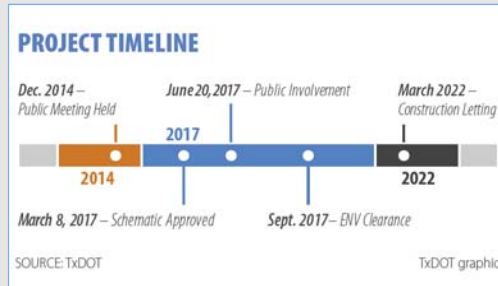 PROJECT TIMELINE
Dec. 2014 –
Public Meeting Held
June 20, 2017 – Public Involvement
March 2022 –
Construction Letting
2017
2014
2022
March 8, 2017 – Schematic Approved
Sept. 2017 – ENV Clearance
SOURCE: TxDOT
TxDOT graphic